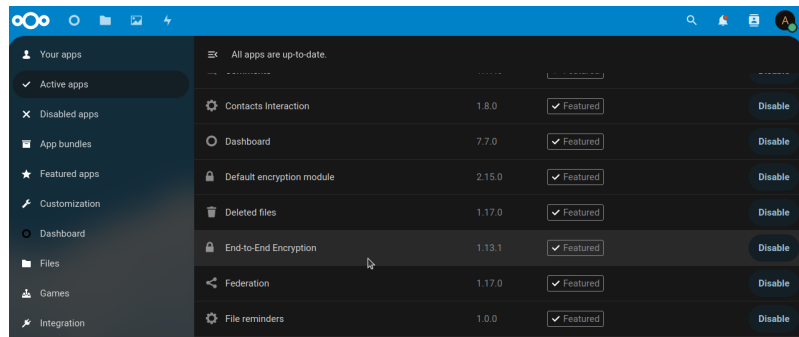 A
Your apps
Active apps
Disabled apps
App bundles
Featured apps
Customization
Dashboard
Files
Games
Integration
All apps are up-to-date.
Contacts Interaction 1.8.0 Featured Disable
Dashboard 7.7.0 Featured Disable
Default encryption module 2.15.0 Featured Disable
Deleted files 1.17.0 Featured Disable
End-to-End Encryption 1.13.1 Featured Disable
Federation 1.17.0 Featured Disable
File reminders 1.0.0 Featured Disable